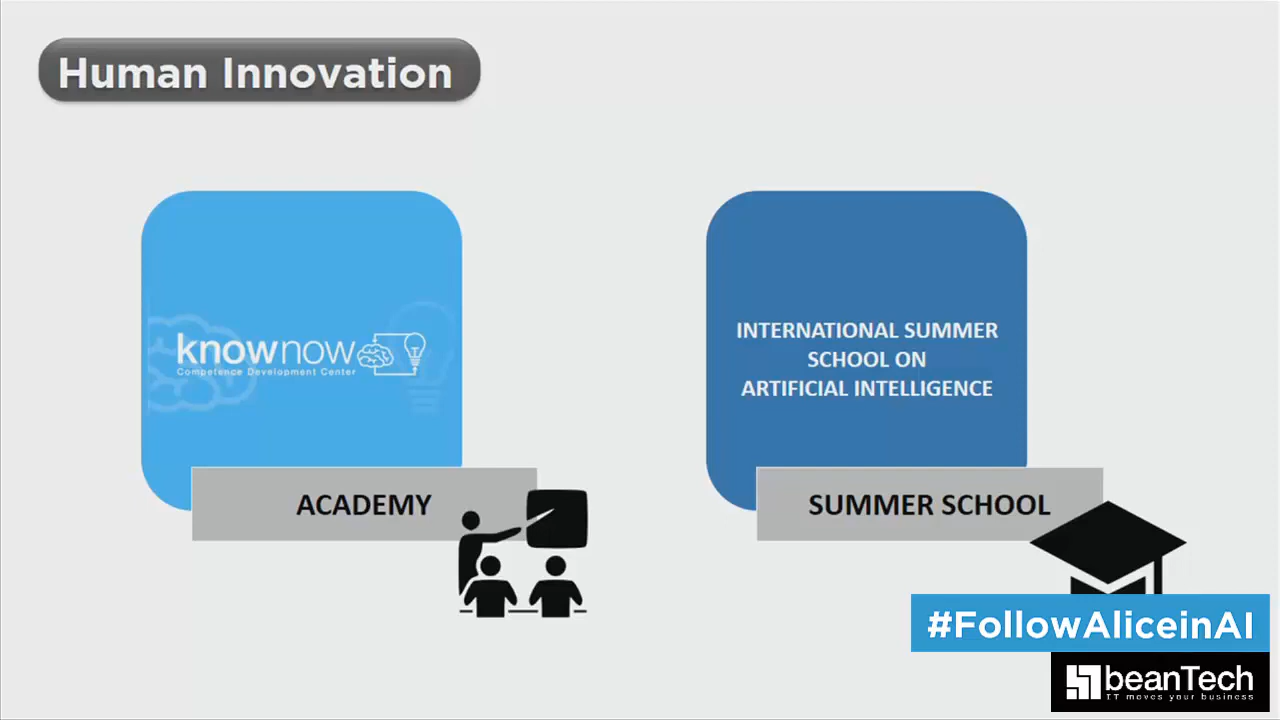 Human Innovation
knownow
Competence Development Center
ACADEMY
INTERNATIONAL SUMMER
SCHOOL ON
ARTIFICIAL INTELLIGENCE
SUMMER SCHOOL
#FollowAliceinAI
beanTech
IT moves your business